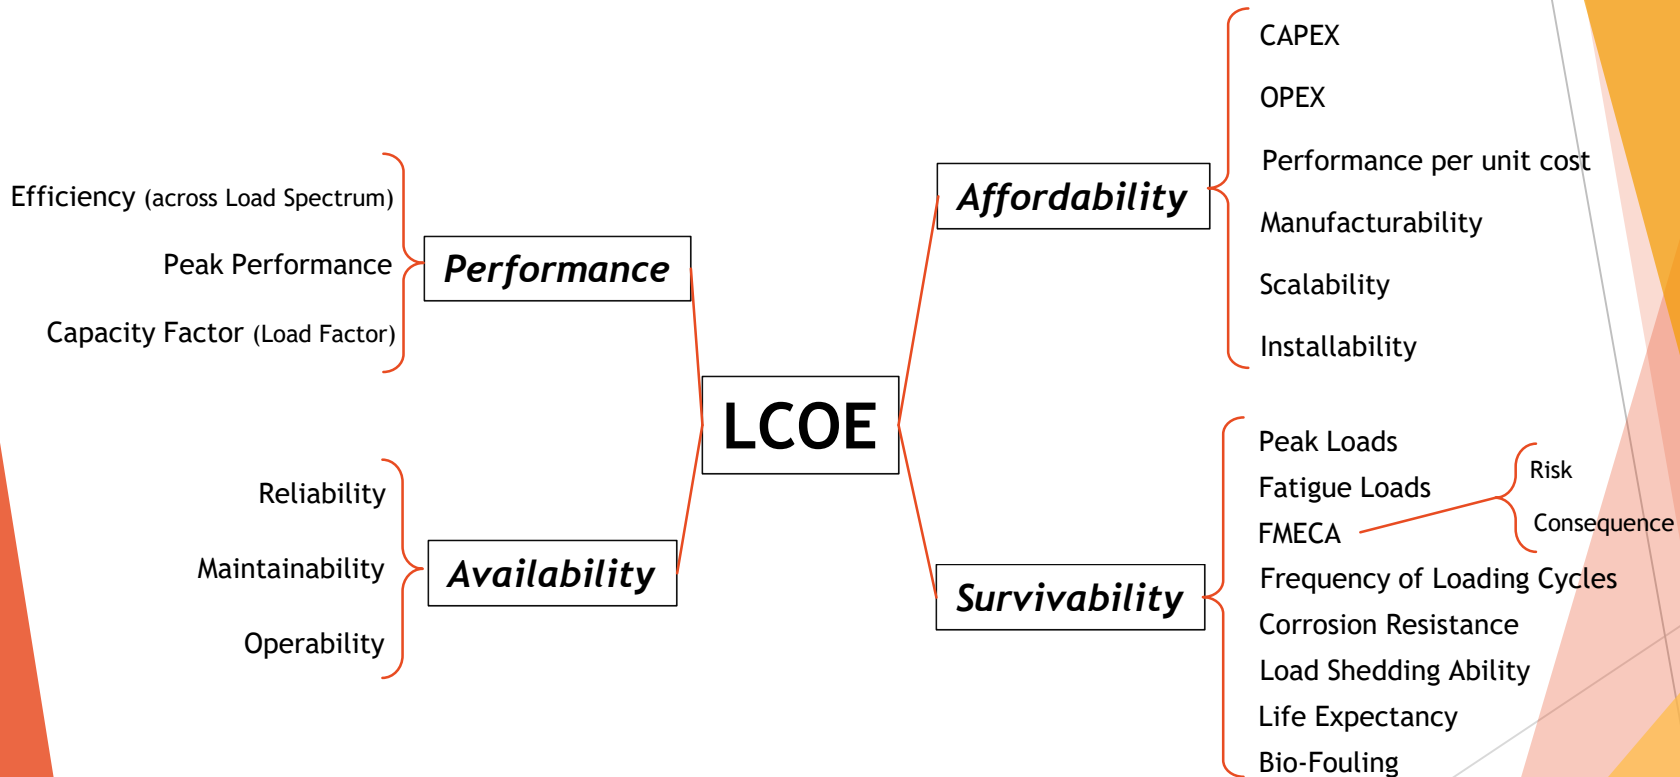 LCOE
Performance
Efficiency (across Load Spectrum)
Peak Performance
Capacity Factor (Load Factor)
Availability
Reliability
Maintainability
Operability
Affordability
CAPEX
OPEX
Performance per unit cost
Manufacturability
Scalability
Installability
Survivability
Peak Loads
Fatigue Loads
FMECA
Risk
Consequence
Frequency of Loading Cycles
Corrosion Resistance
Load Shedding Ability
Life Expectancy
Bio-Fouling